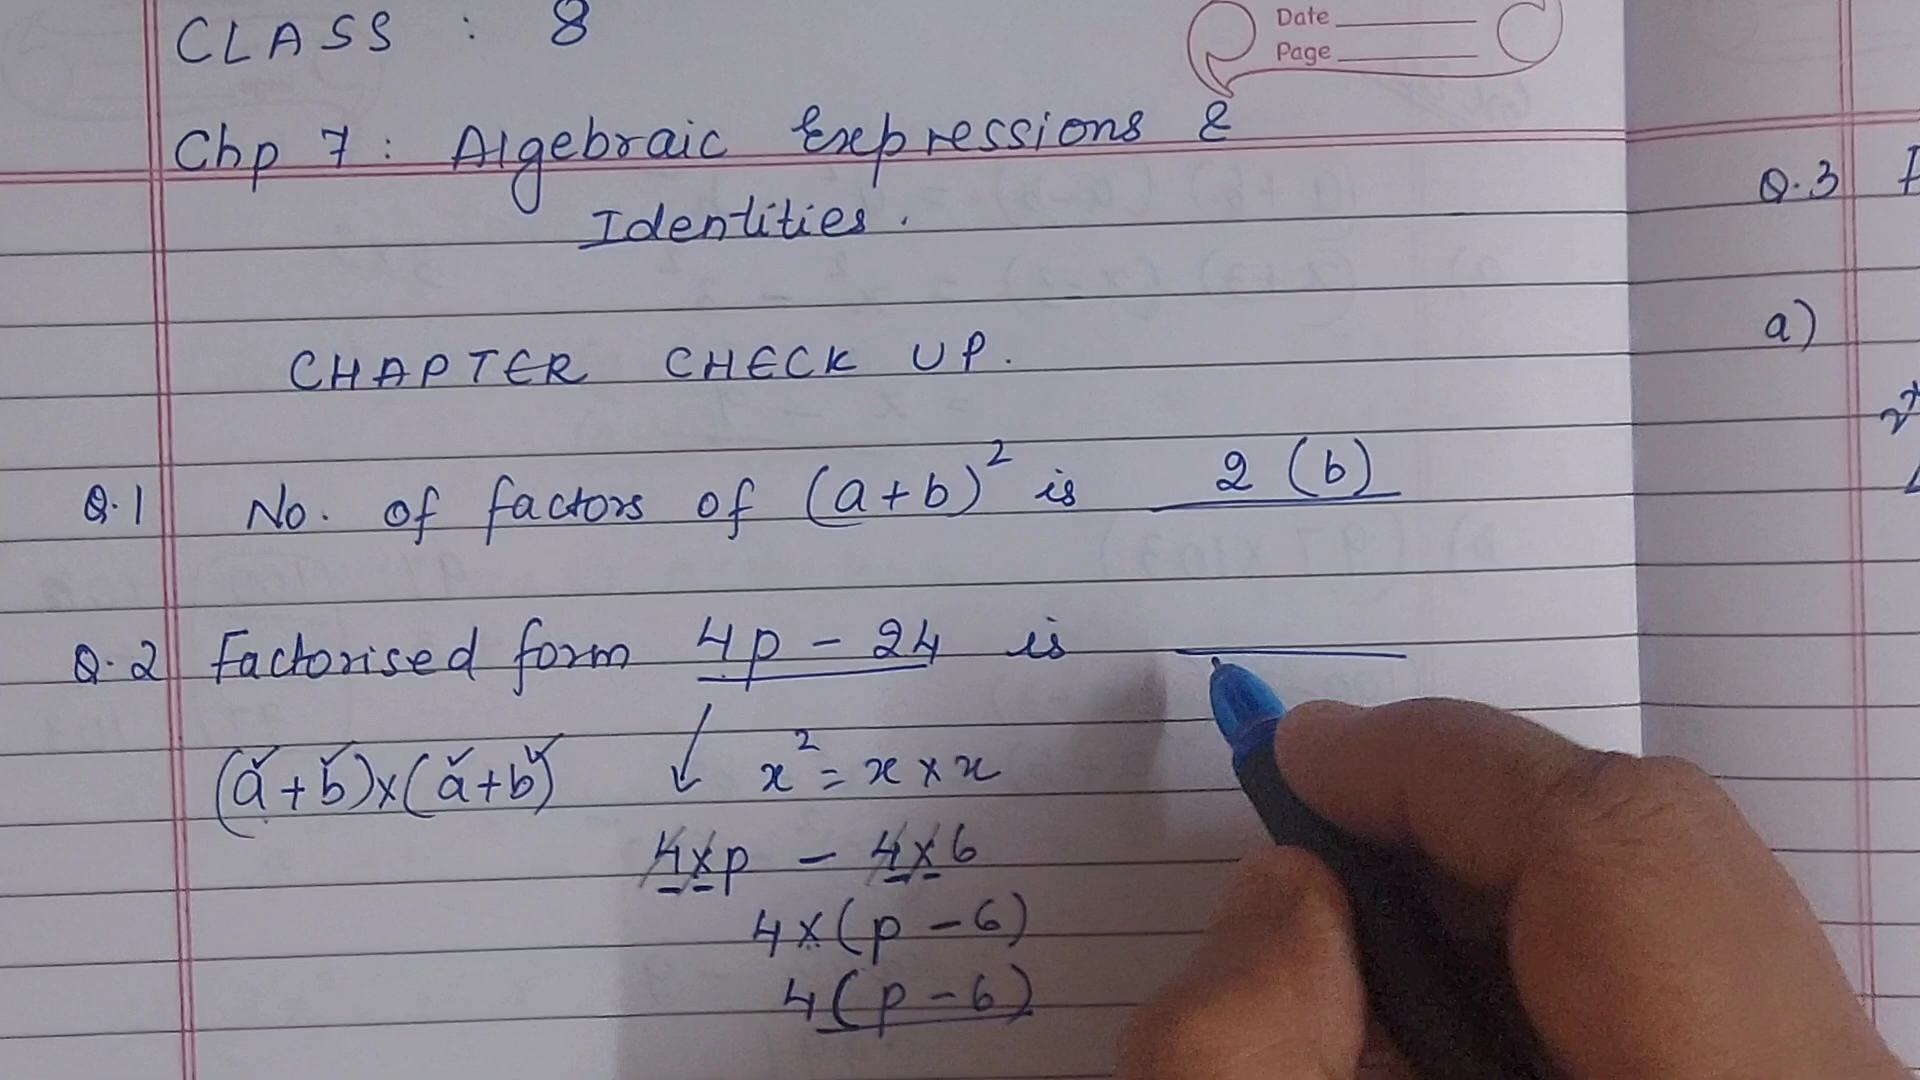 CLASS : 8
Date
Page
Chp 7 : Algebraic Expressions &
Identities.
CHAPTER CHECK UP.
Q.1 No. of factors of (a+b)² is 2 (b)
Q.2 Factorised form 4p - 24 is
(a+b)×(a+b)
x² = x × x
4×p - 4×6
4×(p-6)
4(p-6)
Q.3
a)